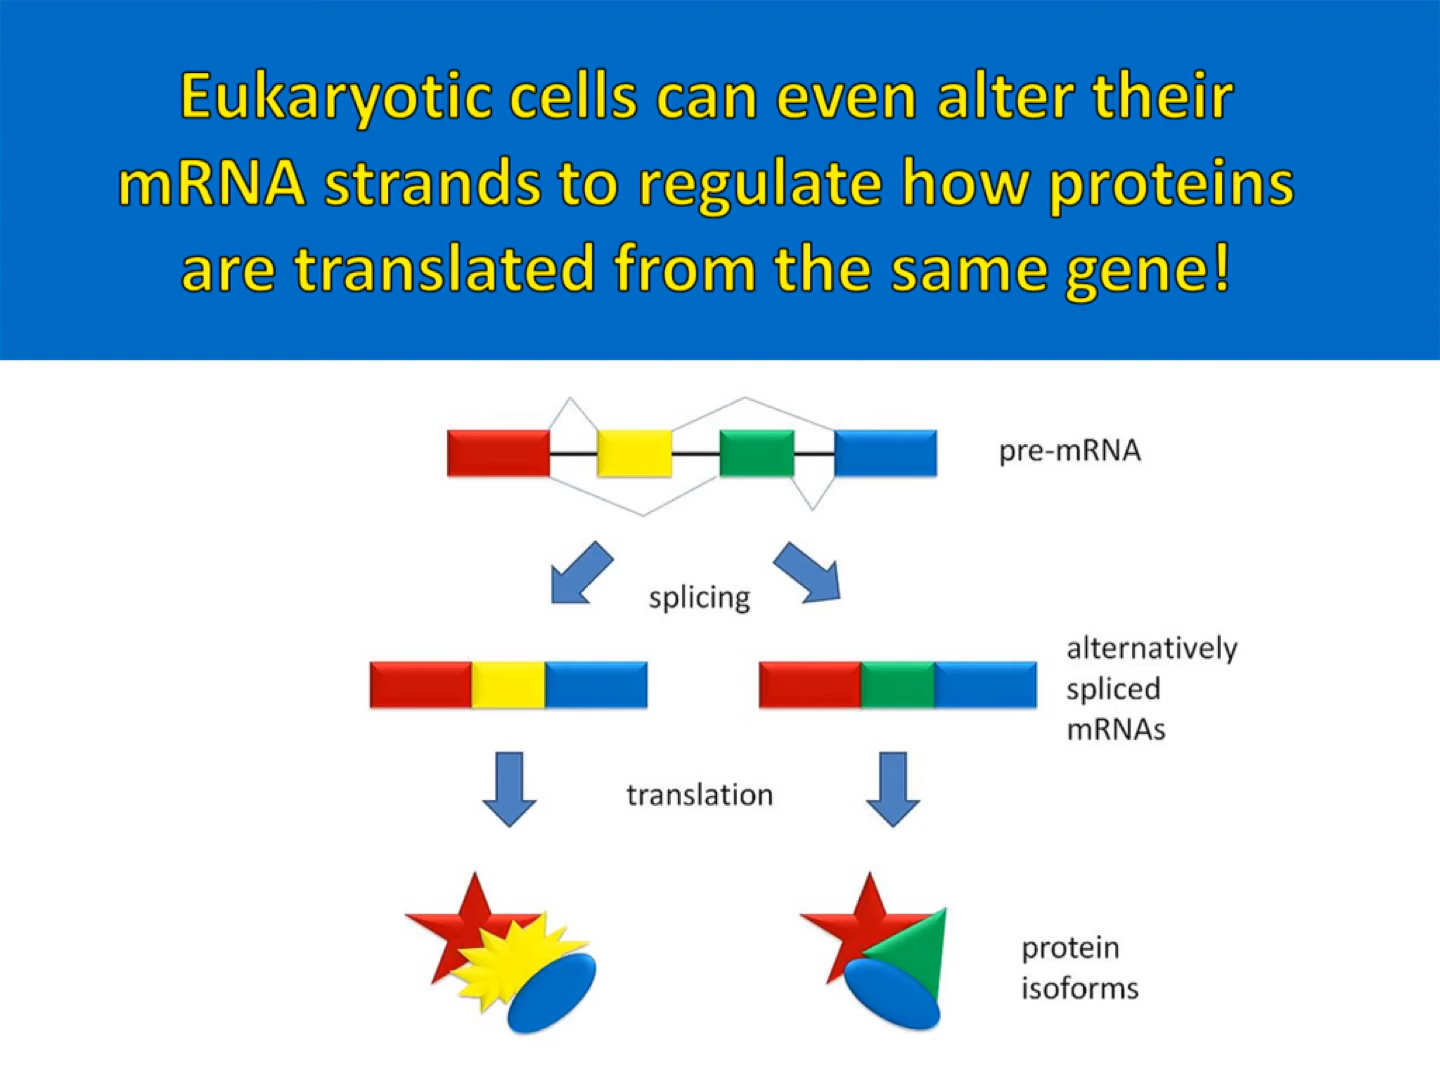 Eukaryotic cells can even alter their
mRNA strands to regulate how proteins
are translated from the same gene!
pre-mRNA
splicing
alternatively
spliced
mRNAs
translation
protein
isoforms